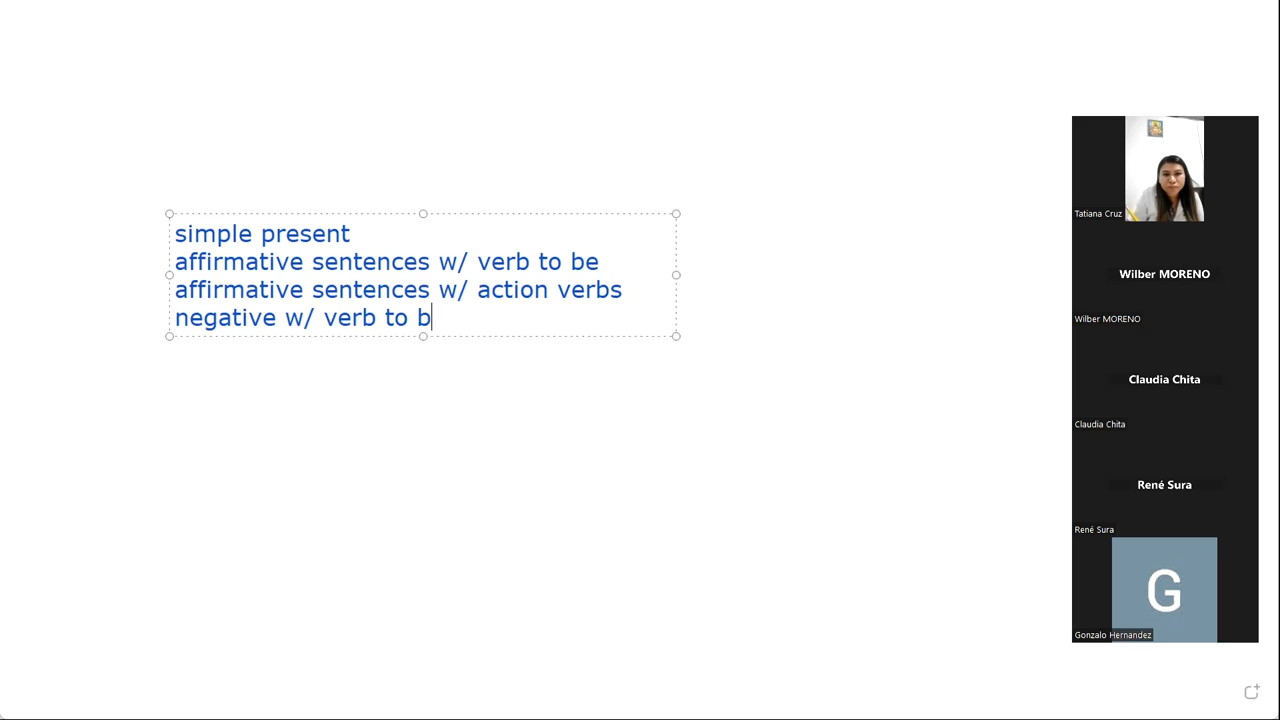 simple present
affirmative sentences w/ verb to be
affirmative sentences w/ action verbs
negative w/ verb to b
Tatiana Cruz
Wilber MORENO
Wilber MORENO
Claudia Chita
Claudia Chita
René Sura
René Sura
G
Gonzalo Hernandez